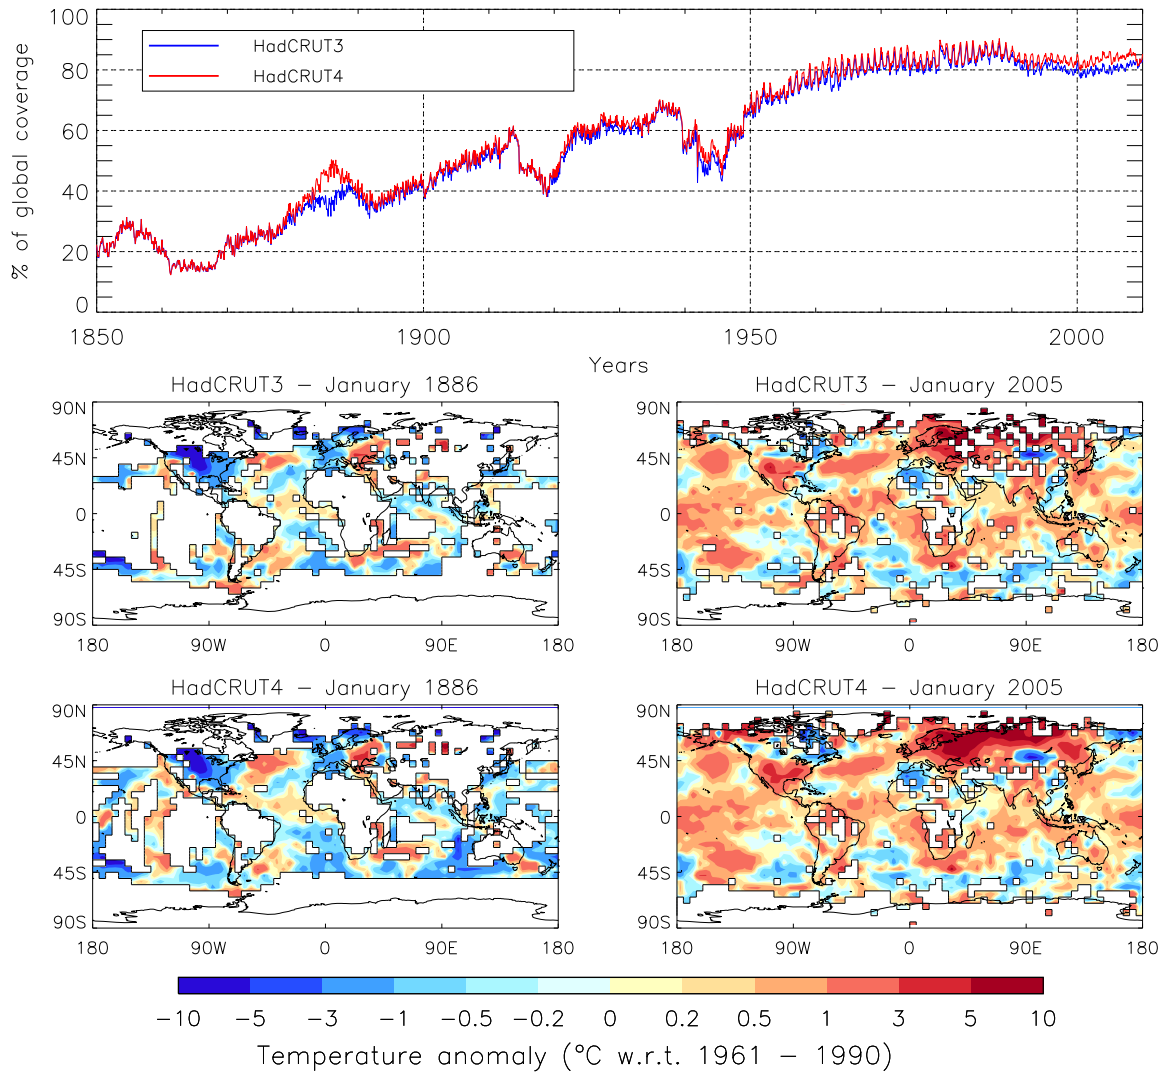 100
80
60
40
20
0
% of global coverage
HadCRUT3
HadCRUT4
1850 1900 1950 2000
Years
HadCRUT3 − January 1886
90N
45N
0
45S
90S
180 90W 0 90E 180
HadCRUT3 − January 2005
90N
45N
0
45S
90S
180 90W 0 90E 180
HadCRUT4 − January 1886
90N
45N
0
45S
90S
180 90W 0 90E 180
HadCRUT4 − January 2005
90N
45N
0
45S
90S
180 90W 0 90E 180
−10 −5 −3 −1 −0.5 −0.2 0 0.2 0.5 1 3 5 10
Temperature anomaly (°C w.r.t. 1961 − 1990)